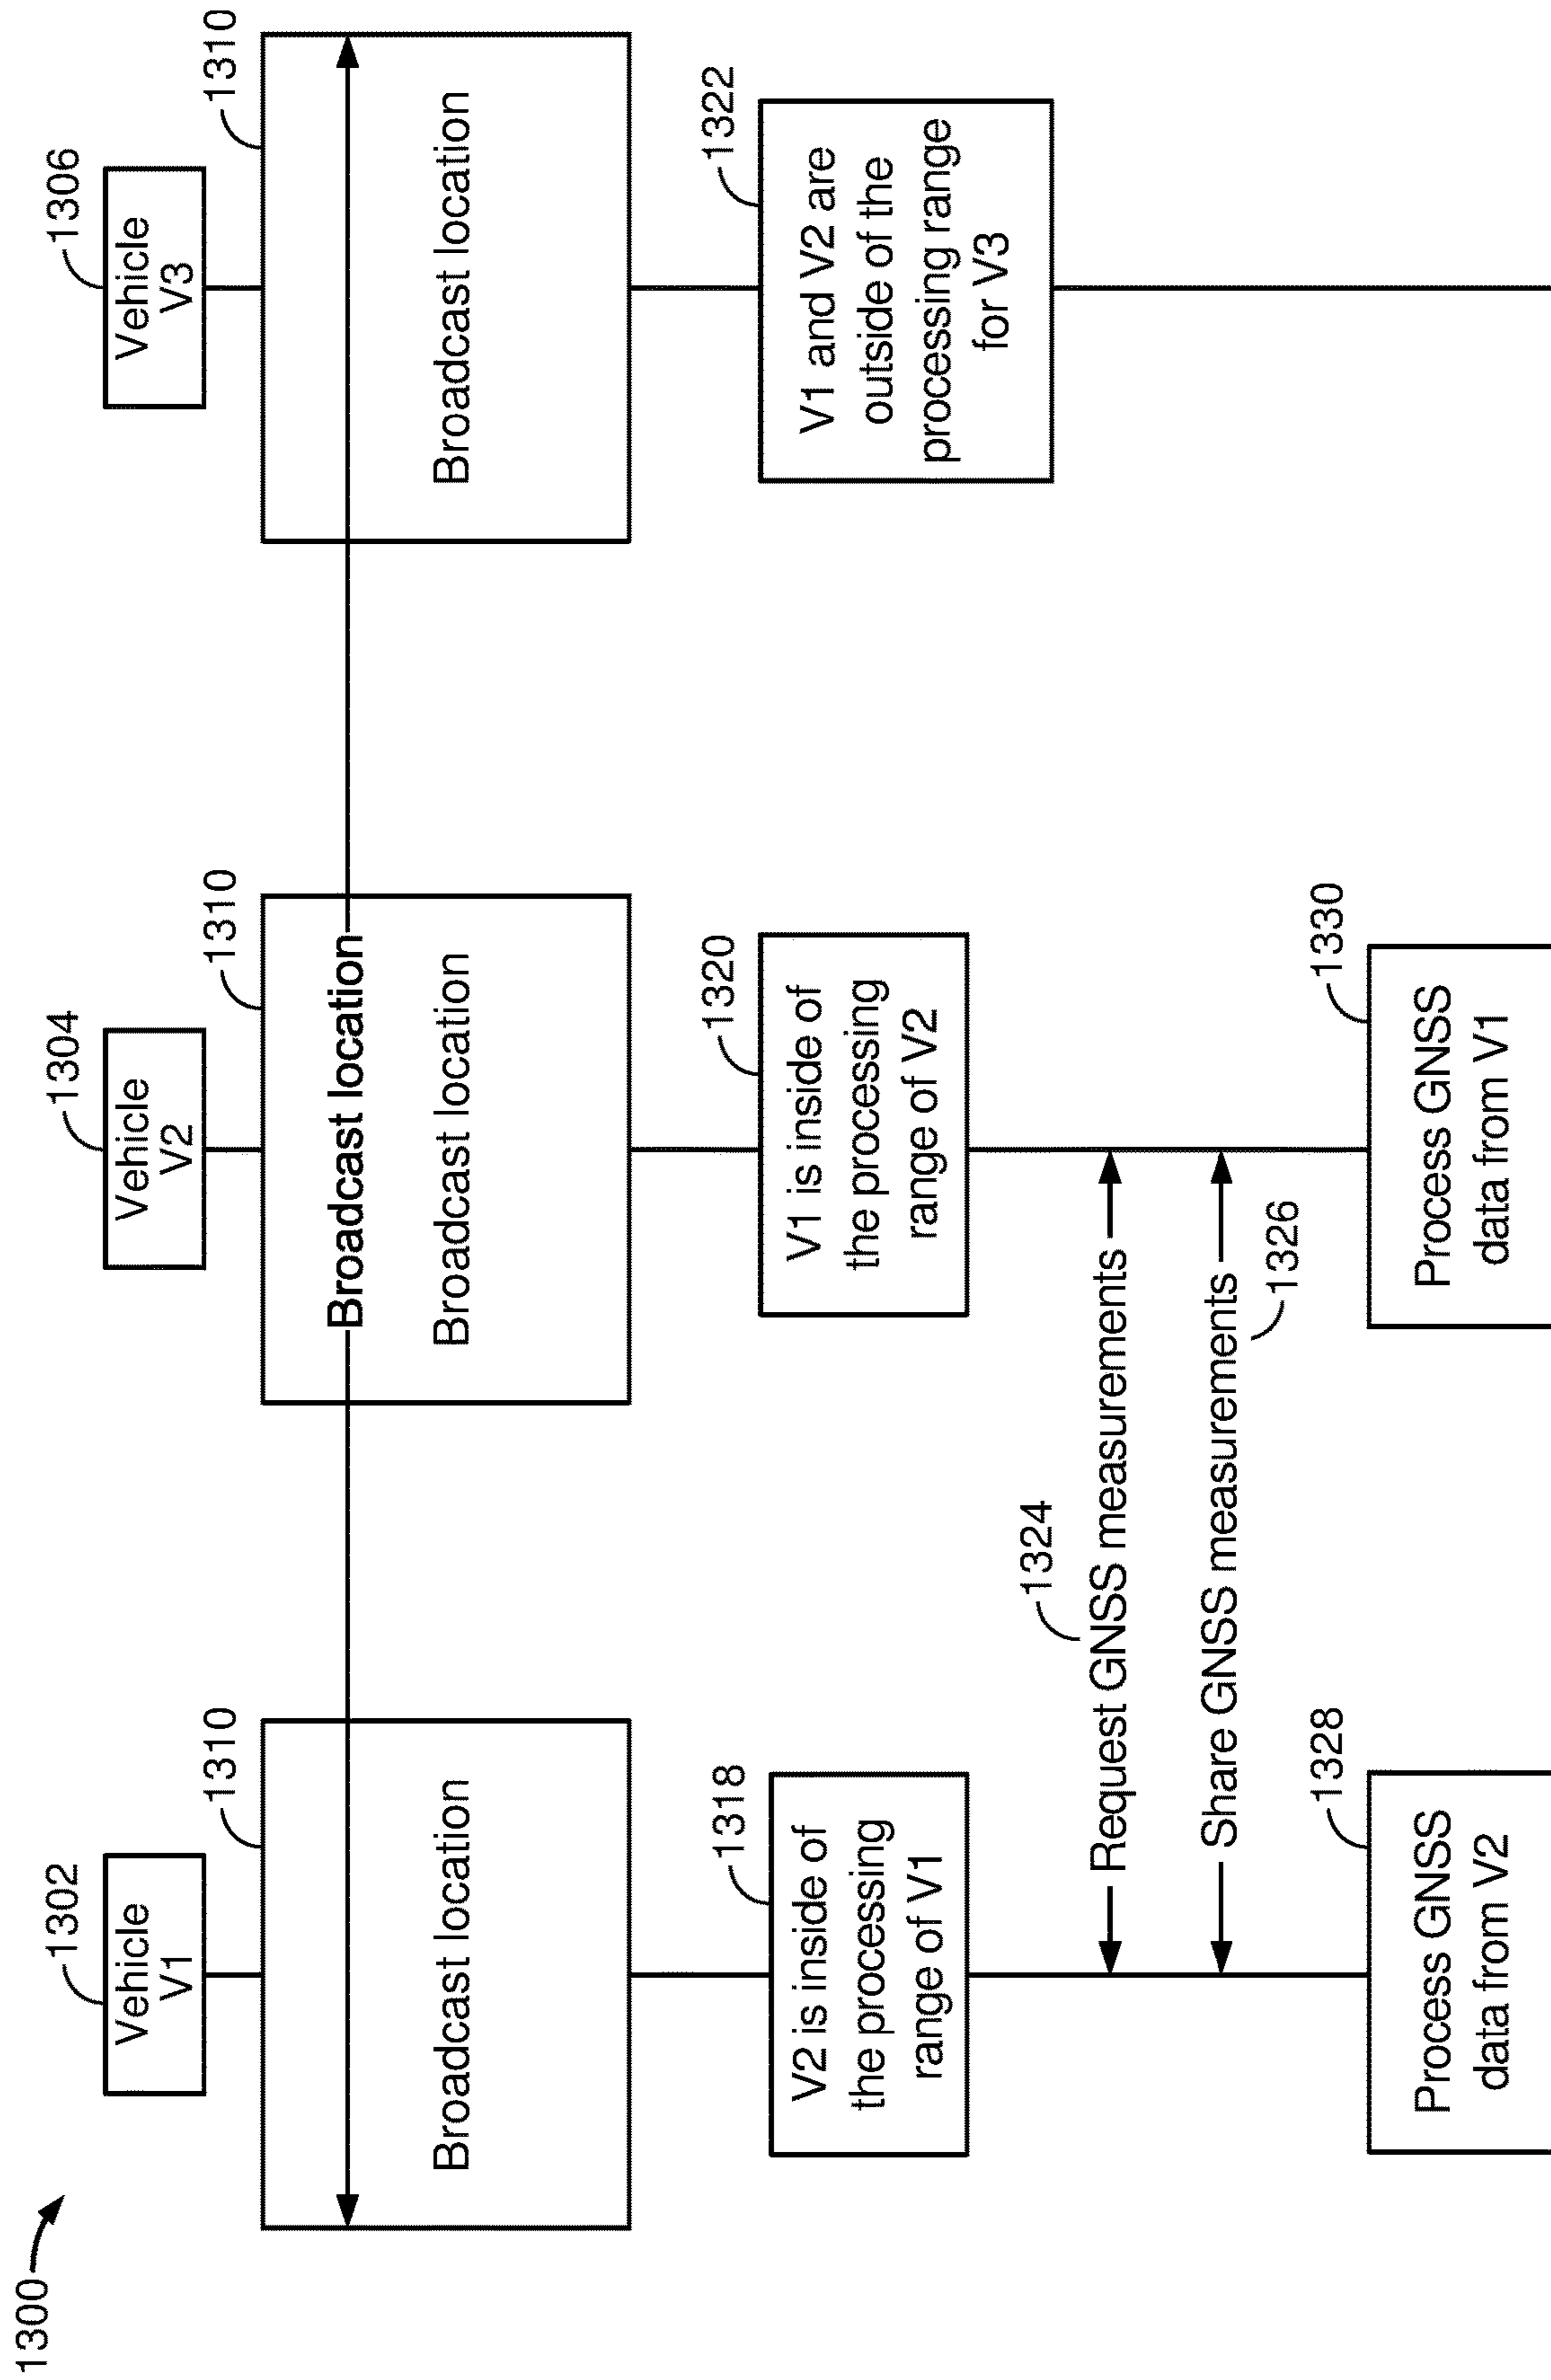 1300
1302
Vehicle
V1
1304
Vehicle
V2
1306
Vehicle
V3
1310
Broadcast location
1310
Broadcast location
Broadcast location
1310
Broadcast location
1318
V2 is inside of
the processing
range of V1
1320
V1 is inside of
the processing
range of V2
1322
V1 and V2 are
outside of the
processing range
for V3
1324
Request GNSS measurements
Share GNSS measurements
1326
1328
Process GNSS
data from V2
1330
Process GNSS
data from V1